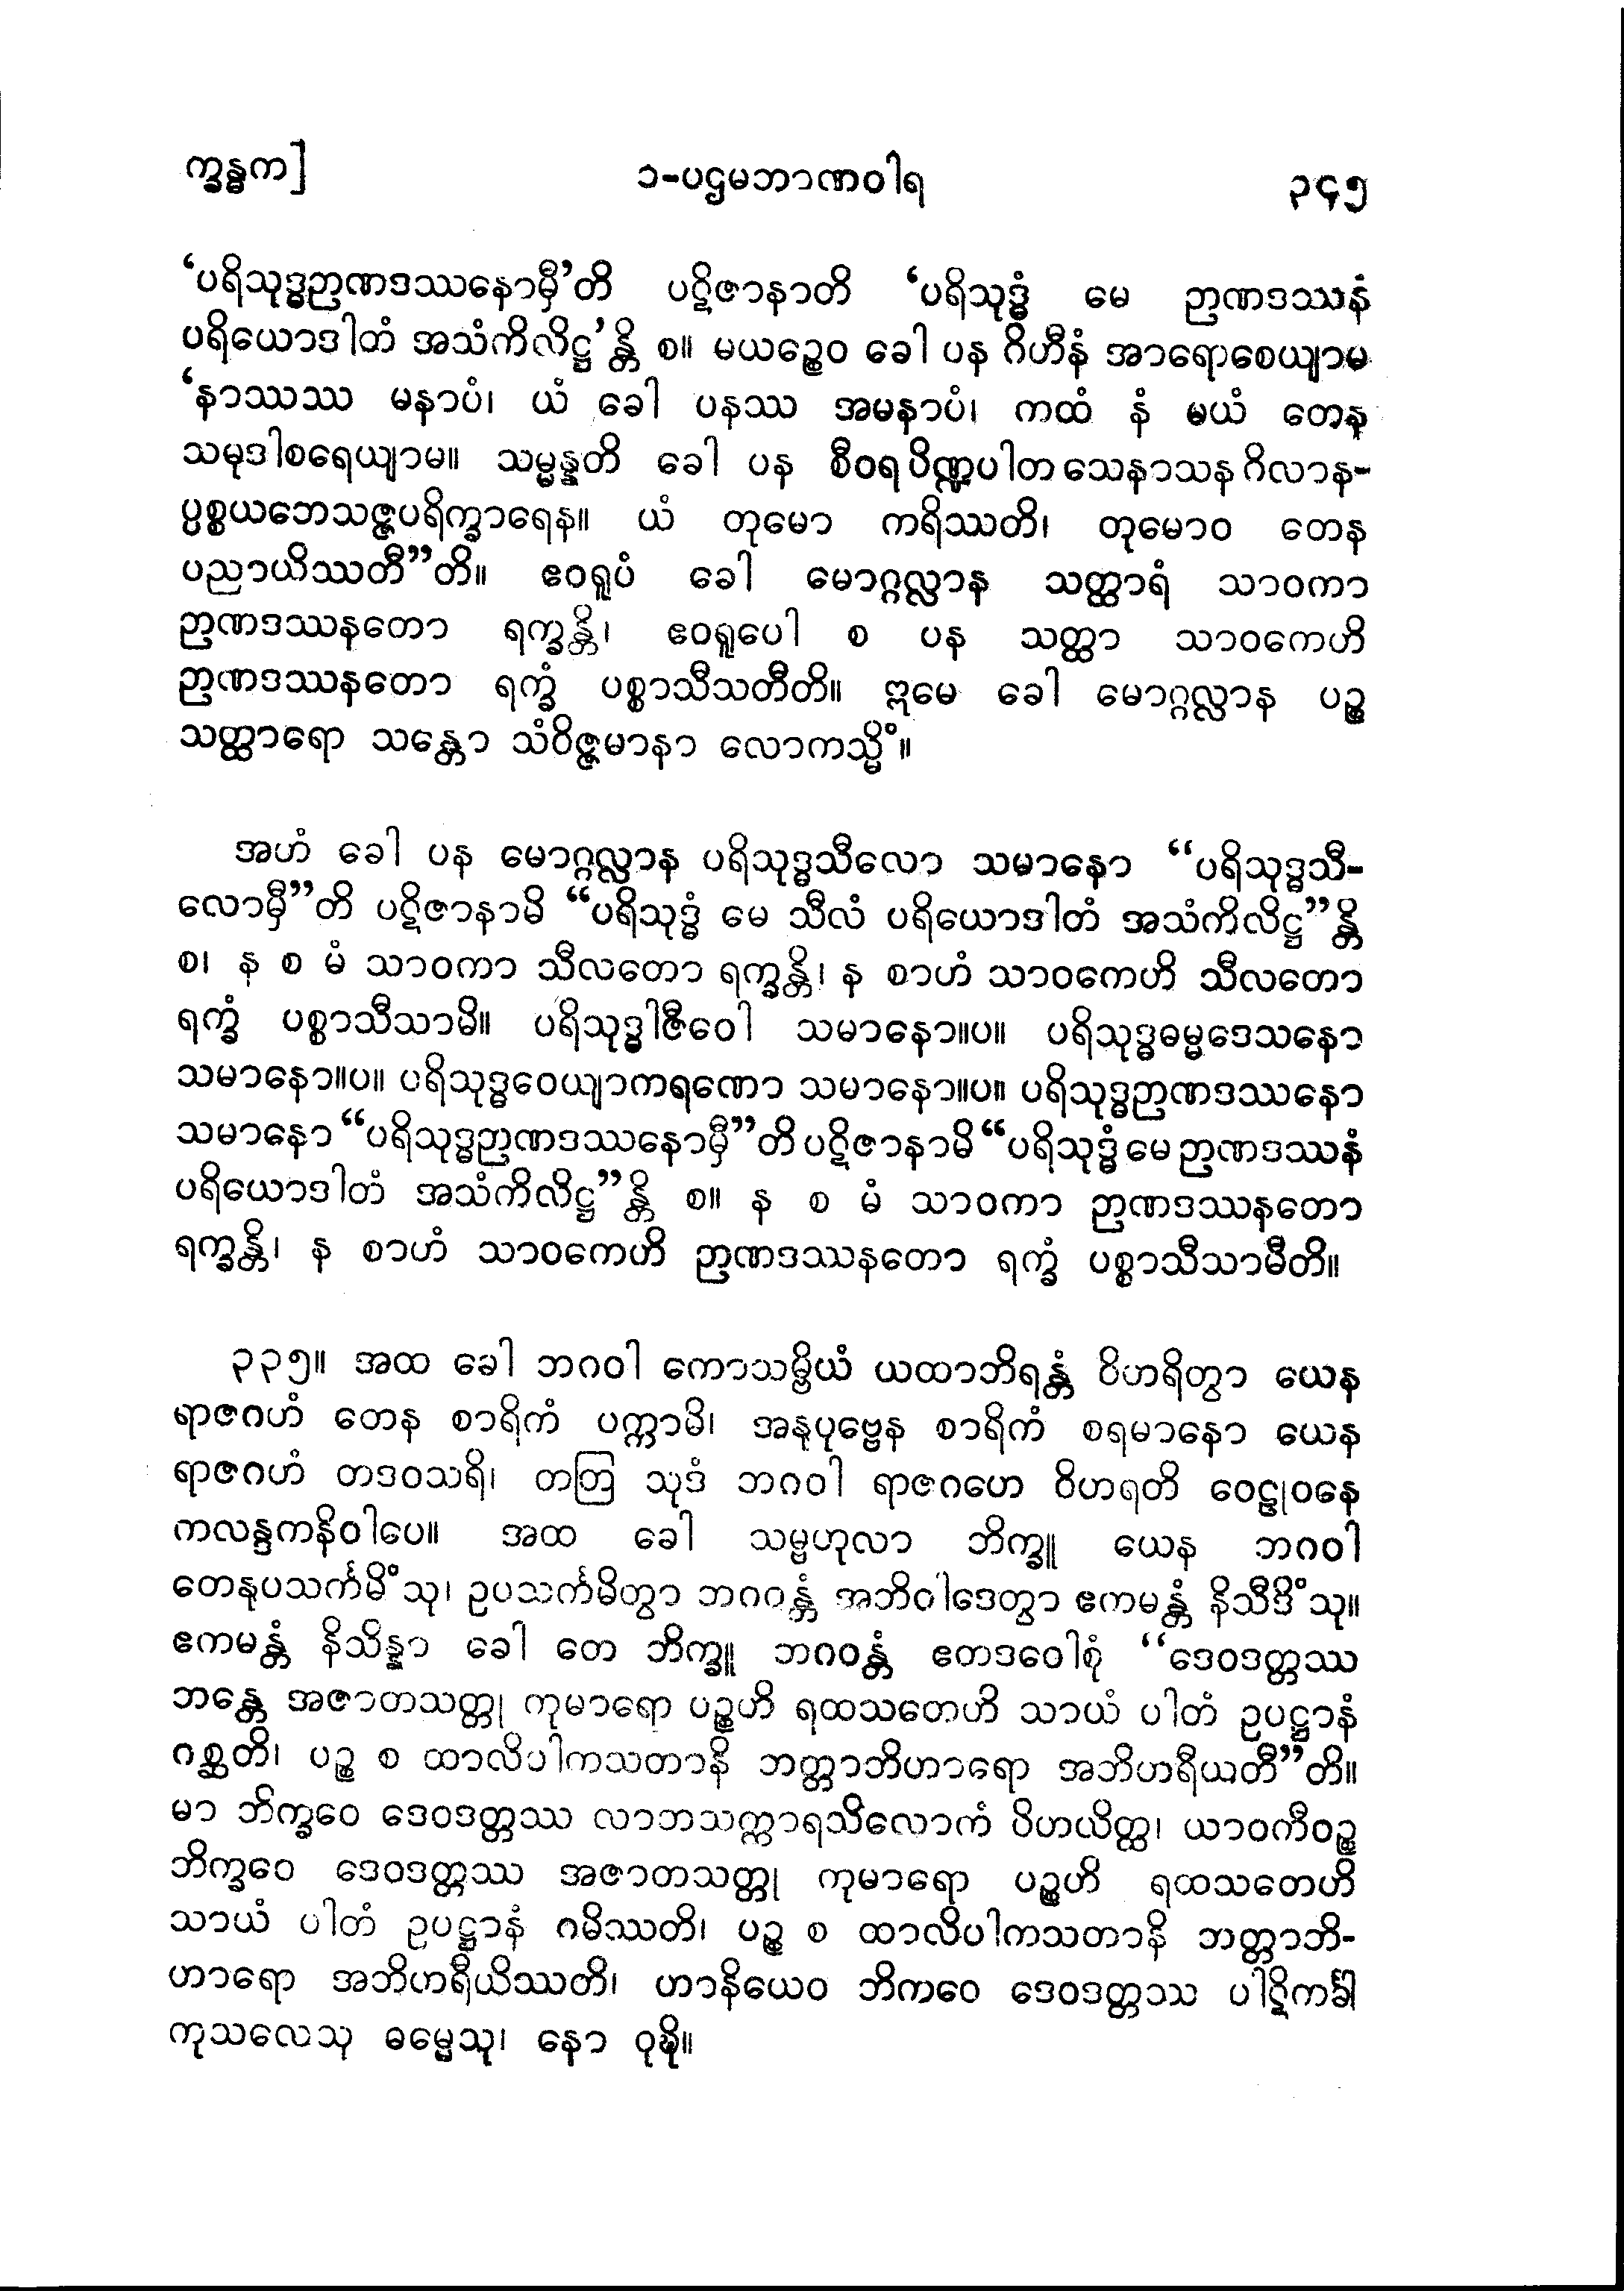 က္ခန္ဓက]
၁-ပဌမဘာဏဝါရ
၃၄၅
‘ပရိသုဒ္ဓဉာဏဒဿနောမှီ’တိ ပဋိဇာနာတိ ‘ပရိသုဒ္ဓံ မေ ဉာဏဒဿနံ
ပရိယောဒါတံ အသံကိလိဋ္ဌ’န္တိ စ။ မယဉ္စေဝ ခေါ ပန ဂိဟီနံ အာရောစေယျာမ
‘နာဿဿ မနာပံ၊ ယံ ခေါ ပနဿ အမနာပံ၊ ကထံ နံ မယံ တေန
သမုဒါစရေယျာမ။ သမ္မန္နတိ ခေါ ပန စီဝရ ပိဏ္ဍပါတ သေနာသန ဂိလာန-
ပ္ပစ္စယဘေသဇ္ဇပရိက္ခာရေန။ ယံ တုမော ကရိဿတိ၊ တုမောဝ တေန
ပညာယိဿတီ”တိ။ ဧဝရူပံ ခေါ မောဂ္ဂလ္လာန သတ္ထာရံ သာဝကာ
ဉာဏဒဿနတော ရက္ခန္တိ၊ ဧဝရူပေါ စ ပန သတ္ထာ သာဝကေဟိ
ဉာဏဒဿနတော ရက္ခံ ပစ္စာသီသတီတိ။ ဣမေ ခေါ မောဂ္ဂလ္လာန ပဉ္စ
သတ္ထာရော သန္တော သံဝိဇ္ဇမာနာ လောကသ္မိံ။
အဟံ ခေါ ပန မောဂ္ဂလ္လာန ပရိသုဒ္ဓသီလော သမာနော “ပရိသုဒ္ဓသီ-
လောမှီ”တိ ပဋိဇာနာမိ “ပရိသုဒ္ဓံ မေ သီလံ ပရိယောဒါတံ အသံကိလိဋ္ဌ”န္တိ
စ၊ န စ မံ သာဝကာ သီလတော ရက္ခန္တိ၊ န စာဟံ သာဝကေဟိ သီလတော
ရက္ခံ ပစ္စာသီသာမိ။ ပရိသုဒ္ဓါဇီဝေါ သမာနော။ပ။ ပရိသုဒ္ဓဓမ္မဒေသနော
သမာနော။ပ။ ပရိသုဒ္ဓဝေယျာကရဏော သမာနော။ပ။ ပရိသုဒ္ဓဉာဏဒဿနော
သမာနော “ပရိသုဒ္ဓဉာဏဒဿနောမှီ”တိ ပဋိဇာနာမိ “ပရိသုဒ္ဓံ မေ ဉာဏဒဿနံ
ပရိယောဒါတံ အသံကိလိဋ္ဌ”န္တိ စ။ န စ မံ သာဝကာ ဉာဏဒဿနတော
ရက္ခန္တိ၊ န စာဟံ သာဝကေဟိ ဉာဏဒဿနတော ရက္ခံ ပစ္စာသီသာမီတိ။
၃၃၅။ အထ ခေါ ဘဂဝါ ကောသမ္ဗိယံ ယထာဘိရန္တံ ဝိဟရိတွာ ယေန
ရာဇဂဟံ တေန စာရိကံ ပက္ကာမိ၊ အနုပုဗ္ဗေန စာရိကံ စရမာနော ယေန
ရာဇဂဟံ တဒဝသရိ၊ တတြ သုဒံ ဘဂဝါ ရာဇဂဟေ ဝိဟရတိ ဝေဠုဝနေ
ကလန္ဒကနိဝါပေ။ အထ ခေါ သမ္ဗဟုလာ ဘိက္ခူ ယေန ဘဂဝါ
တေနုပသင်္ကမိံသု၊ ဥပသင်္ကမိတွာ ဘဂဝန္တံ အဘိဝါဒေတွာ ဧကမန္တံ နိသီဒိံသု။
ဧကမန္တံ နိသိန္နာ ခေါ တေ ဘိက္ခူ ဘဂဝန္တံ ဧတဒဝေါစုံ “ဒေဝဒတ္တဿ
ဘန္တေ အဇာတသတ္တု ကုမာရော ပဉ္စဟိ ရထသတေဟိ သာယံ ပါတံ ဥပဋ္ဌာနံ
ဂစ္ဆတိ၊ ပဉ္စ စ ထာလိပါကသတာနိ ဘတ္တာဘိဟာရော အဘိဟရီယတီ”တိ။
မာ ဘိက္ခဝေ ဒေဝဒတ္တဿ လာဘသက္ကာရသိလောကံ ပိဟယိတ္ထ၊ ယာဝကီဝဉ္စ
ဘိက္ခဝေ ဒေဝဒတ္တဿ အဇာတသတ္တု ကုမာရော ပဉ္စဟိ ရထသတေဟိ
သာယံ ပါတံ ဥပဋ္ဌာနံ ဂမိဿတိ၊ ပဉ္စ စ ထာလိပါကသတာနိ ဘတ္တာဘိ-
ဟာရော အဘိဟရီယိဿတိ၊ ဟာနိယေဝ ဘိကဝေ ဒေဝဒတ္တဿ ပါဋိကင်္ခါ
ကုသလေသု ဓမ္မေသု၊ နော ဝုဍ္ဎိ။